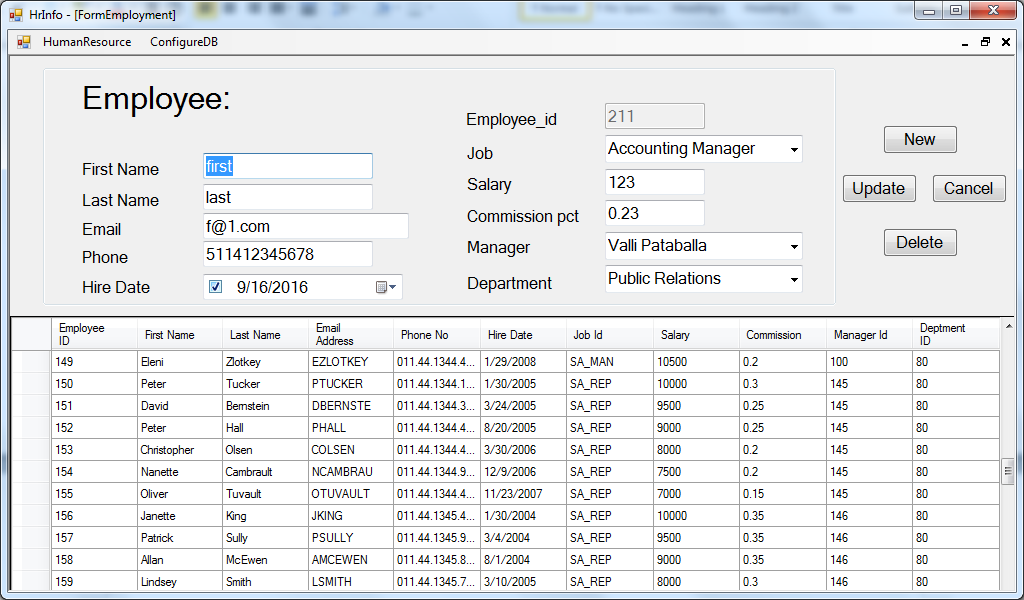 HrInfo - [FormEmployment]
HumanResource ConfigureDB
Employee:
First Name first
Last Name last
Email f@1.com
Phone 511412345678
Hire Date 9/16/2016
Employee_id 211
Job Accounting Manager
Salary 123
Commission pct 0.23
Manager Valli Pataballa
Department Public Relations
New
Update Cancel
Delete
Employee ID First Name Last Name Email Address Phone No Hire Date Job Id Salary Commission Manager Id Deptment ID
149 Eleni Zlotkey EZLOTKEY 011.44.1344.4... 1/29/2008 SA_MAN 10500 0.2 100 80
150 Peter Tucker PTUCKER 011.44.1344.1... 1/30/2005 SA_REP 10000 0.3 145 80
151 David Bernstein DBERNSTE 011.44.1344.3... 3/24/2005 SA_REP 9500 0.25 145 80
152 Peter Hall PHALL 011.44.1344.4... 8/20/2005 SA_REP 9000 0.25 145 80
153 Christopher Olsen COLSEN 011.44.1344.4... 3/30/2006 SA_REP 8000 0.2 145 80
154 Nanette Cambrault NCAMBRAU 011.44.1344.9... 12/9/2006 SA_REP 7500 0.2 145 80
155 Oliver Tuvault OTUVAULT 011.44.1344.4... 11/23/2007 SA_REP 7000 0.15 145 80
156 Janette King JKING 011.44.1345.4... 1/30/2004 SA_REP 10000 0.35 146 80
157 Patrick Sully PSULLY 011.44.1345.9... 3/4/2004 SA_REP 9500 0.35 146 80
158 Allan McEwen AMCEWEN 011.44.1345.8... 8/1/2004 SA_REP 9000 0.35 146 80
159 Lindsey Smith LSMITH 011.44.1345.7... 3/10/2005 SA_REP 8000 0.3 146 80